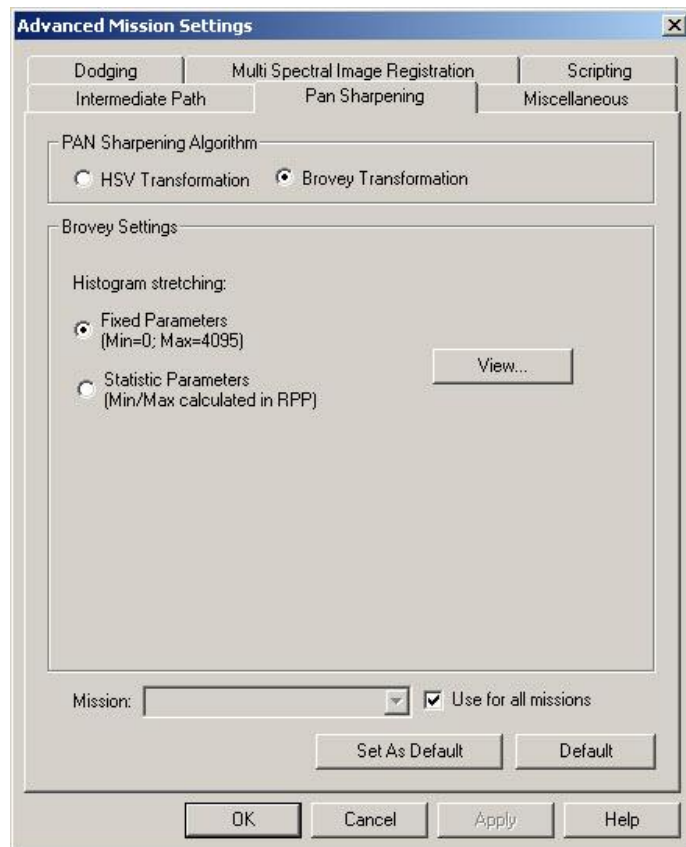 Advanced Mission Settings
Dodging
Multi Spectral Image Registration
Scripting
Intermediate Path
Pan Sharpening
Miscellaneous
PAN Sharpening Algorithm
HSV Transformation
Brovey Transformation
Brovey Settings
Histogram stretching:
Fixed Parameters
(Min=0; Max=4095)
View...
Statistic Parameters
(Min/Max calculated in RPP)
Mission:
Use for all missions
Set As Default
Default
OK
Cancel
Apply
Help